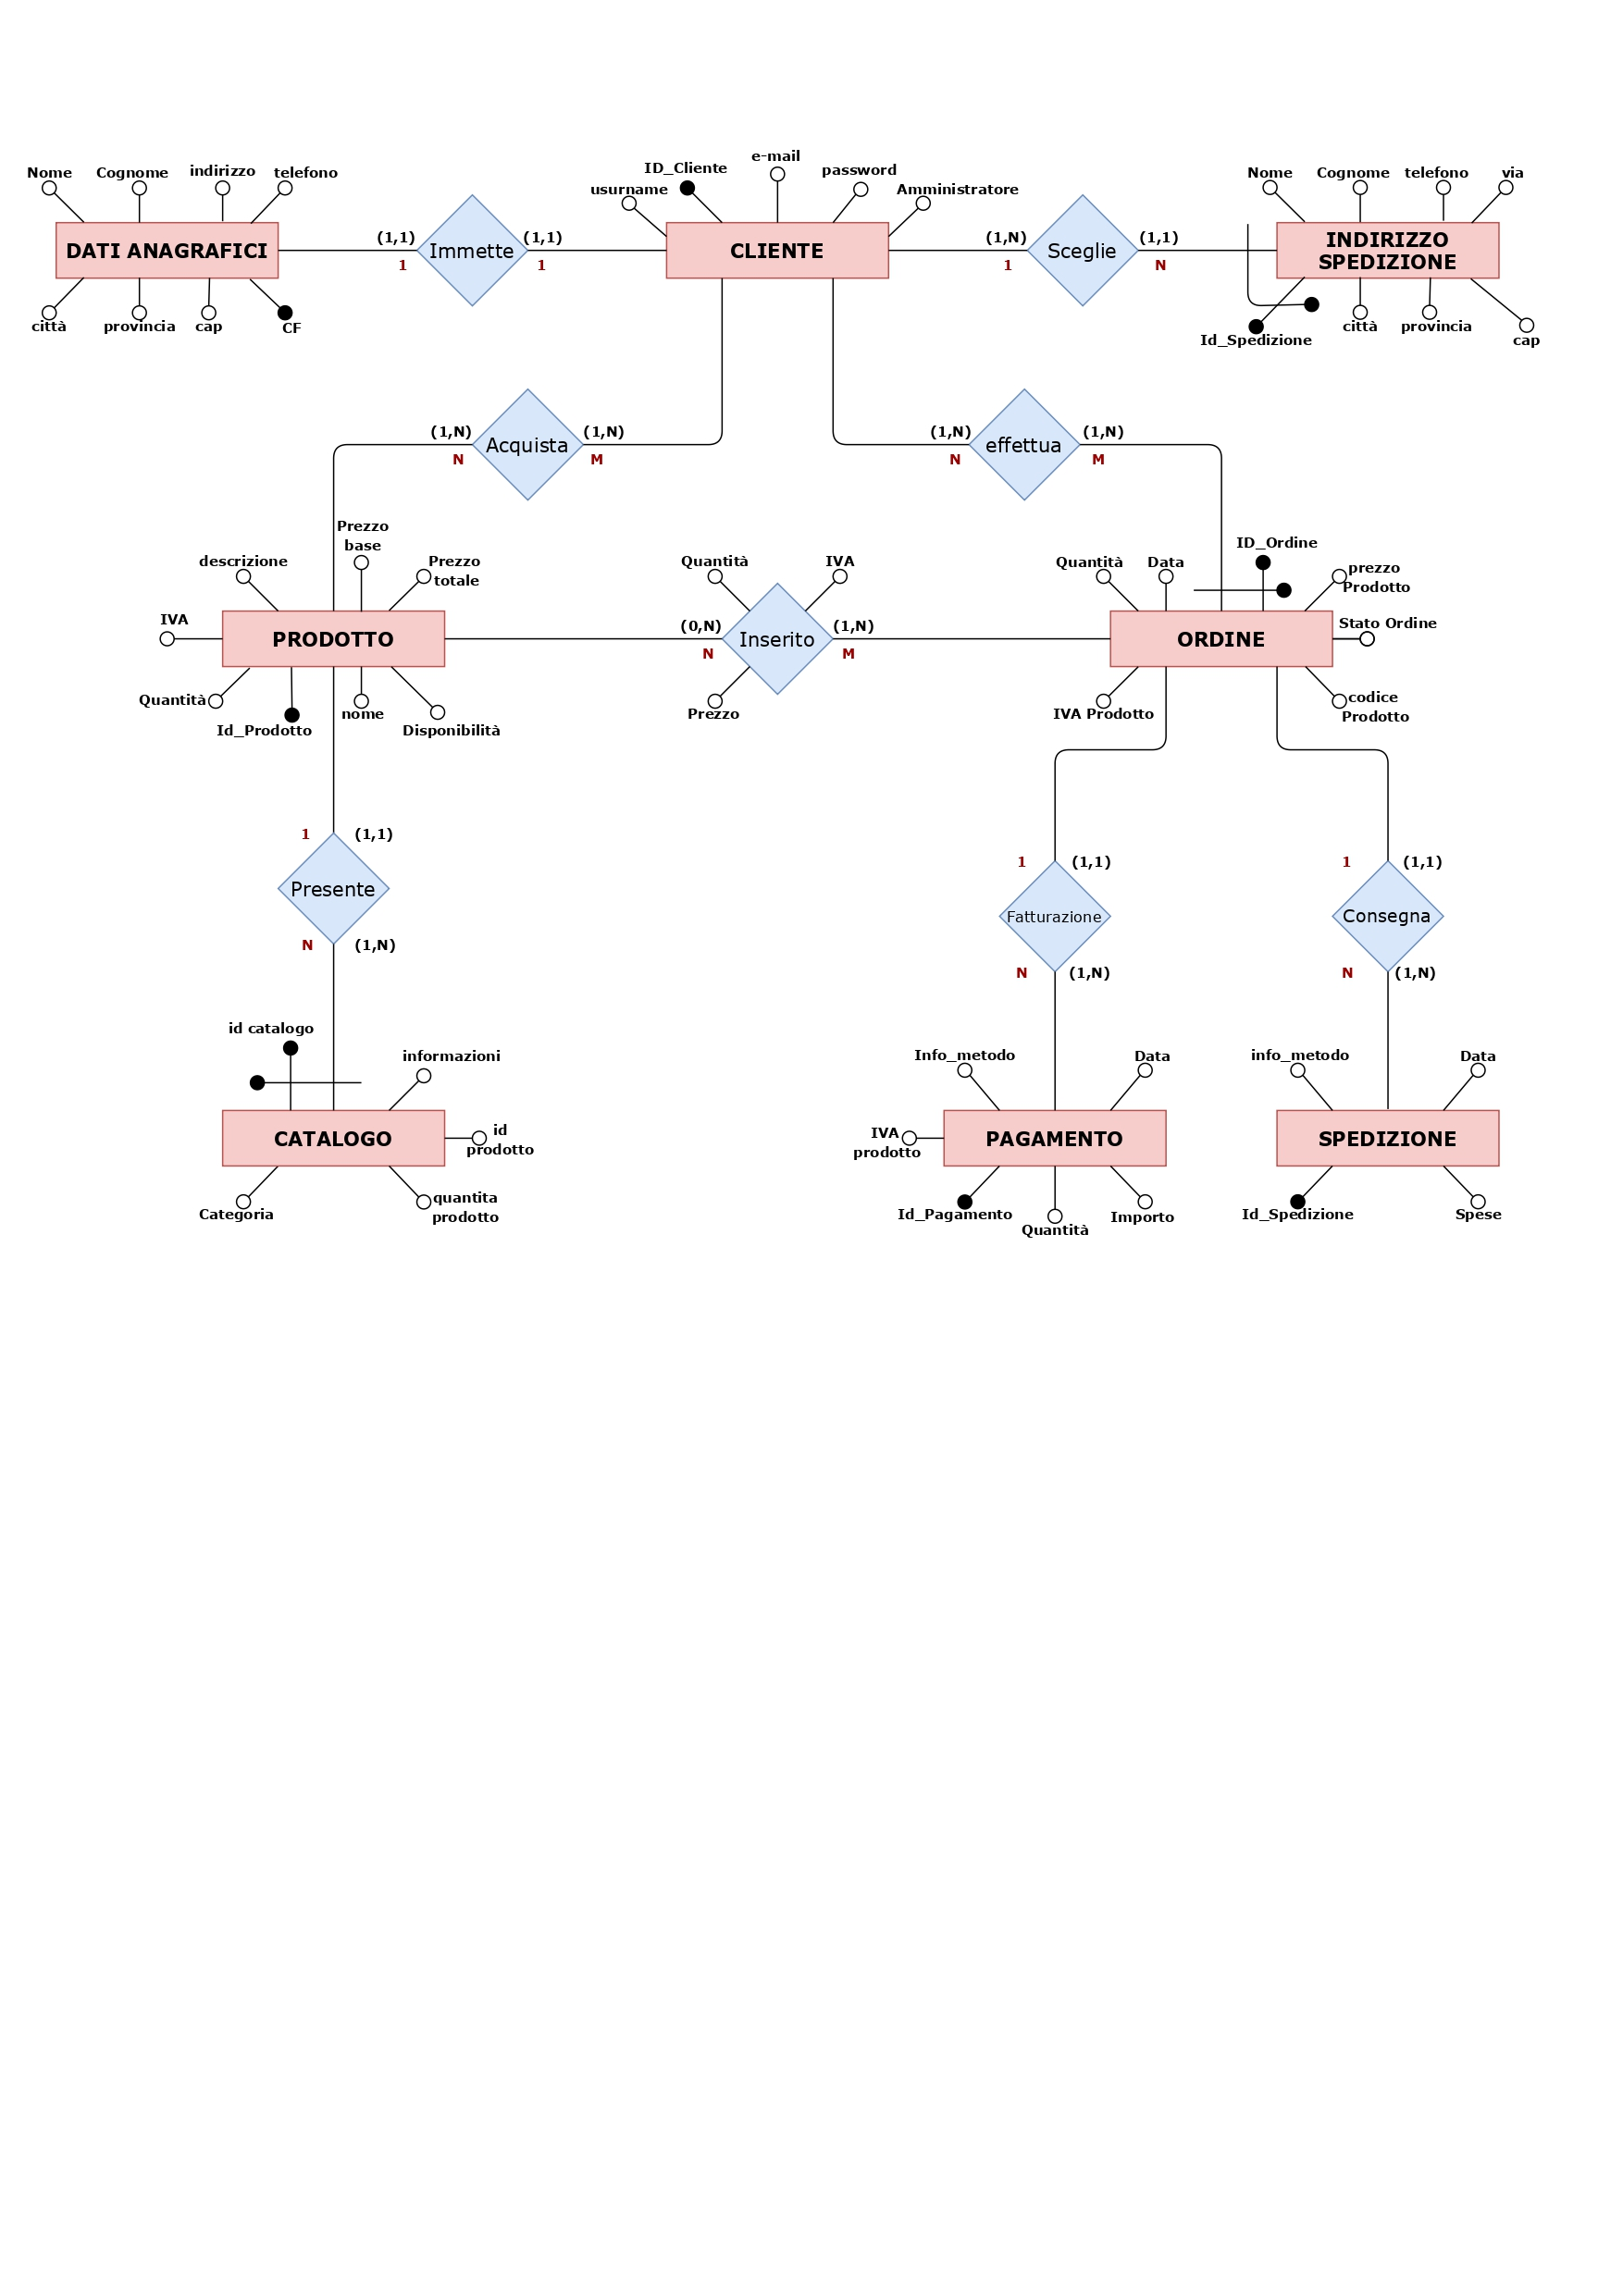 e-mail
ID_Cliente
password
Nome
Cognome
indirizzo
telefono
usurname
Amministratore
Nome
Cognome
telefono
via
DATI ANAGRAFICI
(1,1)
1
Immette
(1,1)
1
CLIENTE
(1,N)
1
Sceglie
(1,1)
N
INDIRIZZO
SPEDIZIONE
città
provincia
cap
CF
Id_Spedizione
città
provincia
cap
(1,N)
N
Acquista
(1,N)
M
(1,N)
N
effettua
(1,N)
M
descrizione
Prezzo
base
Prezzo
totale
Quantità
IVA
Quantità
Data
ID_Ordine
prezzo
Prodotto
IVA
PRODOTTO
(0,N)
N
Inserito
(1,N)
M
ORDINE
Stato Ordine
Quantità
Id_Prodotto
nome
Disponibilità
Prezzo
IVA Prodotto
codice
Prodotto
1
(1,1)
Presente
N
(1,N)
1
(1,1)
Fatturazione
N
(1,N)
1
(1,1)
Consegna
N
(1,N)
id catalogo
informazioni
Info_metodo
Data
info_metodo
Data
CATALOGO
id
prodotto
IVA
prodotto
PAGAMENTO
SPEDIZIONE
Categoria
quantita
prodotto
Id_Pagamento
Quantità
Importo
Id_Spedizione
Spese